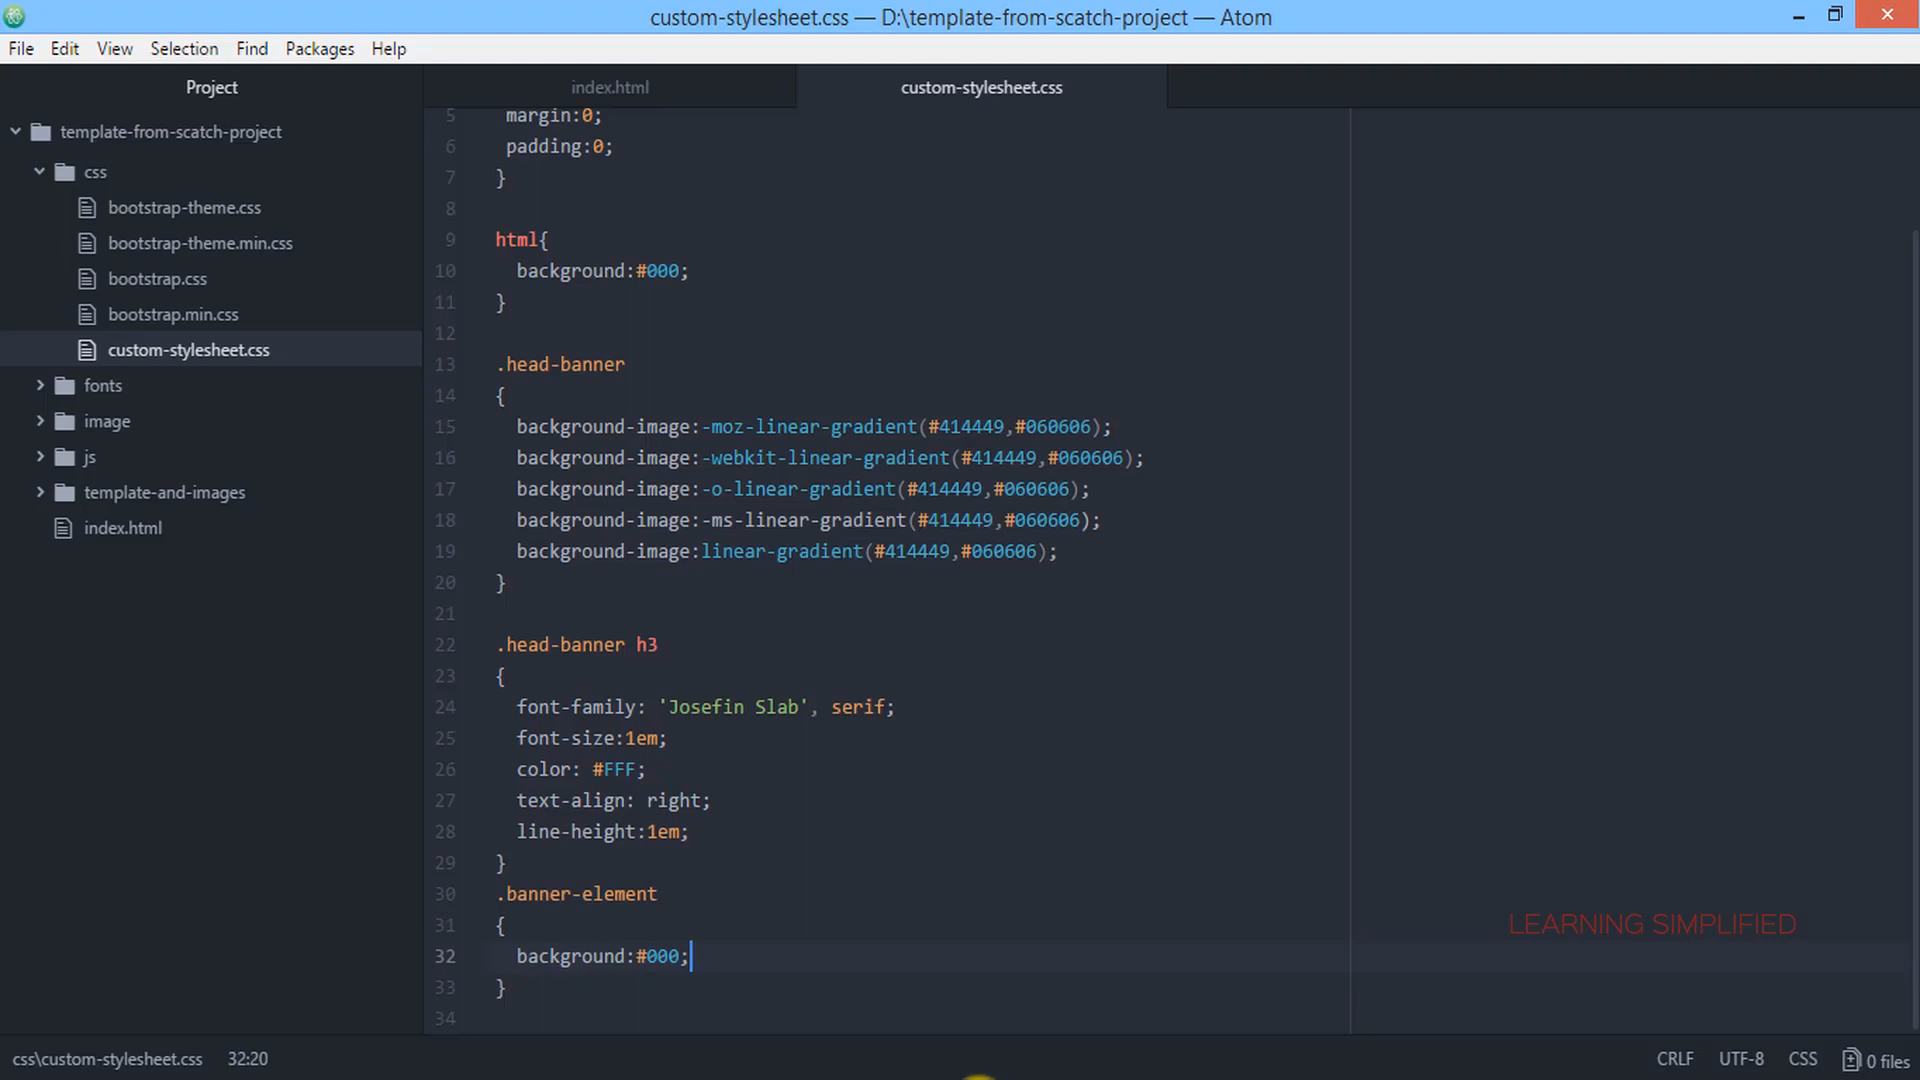 custom-stylesheet.css — D:\template-from-scatch-project — Atom
File Edit View Selection Find Packages Help
Project
template-from-scatch-project
css
bootstrap-theme.css
bootstrap-theme.min.css
bootstrap.css
bootstrap.min.css
custom-stylesheet.css
fonts
image
js
template-and-images
index.html
index.html custom-stylesheet.css
5 margin:0;
6 padding:0;
7 }
8
9 html{
10 background:#000;
11 }
12
13 .head-banner
14 {
15 background-image:-moz-linear-gradient(#414449,#060606);
16 background-image:-webkit-linear-gradient(#414449,#060606);
17 background-image:-o-linear-gradient(#414449,#060606);
18 background-image:-ms-linear-gradient(#414449,#060606);
19 background-image:linear-gradient(#414449,#060606);
20 }
21
22 .head-banner h3
23 {
24 font-family: 'Josefin Slab', serif;
25 font-size:1em;
26 color: #FFF;
27 text-align: right;
28 line-height:1em;
29 }
30 .banner-element
31 {
32 background:#000;
33 }
34
LEARNING SIMPLIFIED
css\custom-stylesheet.css 32:20 CRLF UTF-8 CSS 0 files